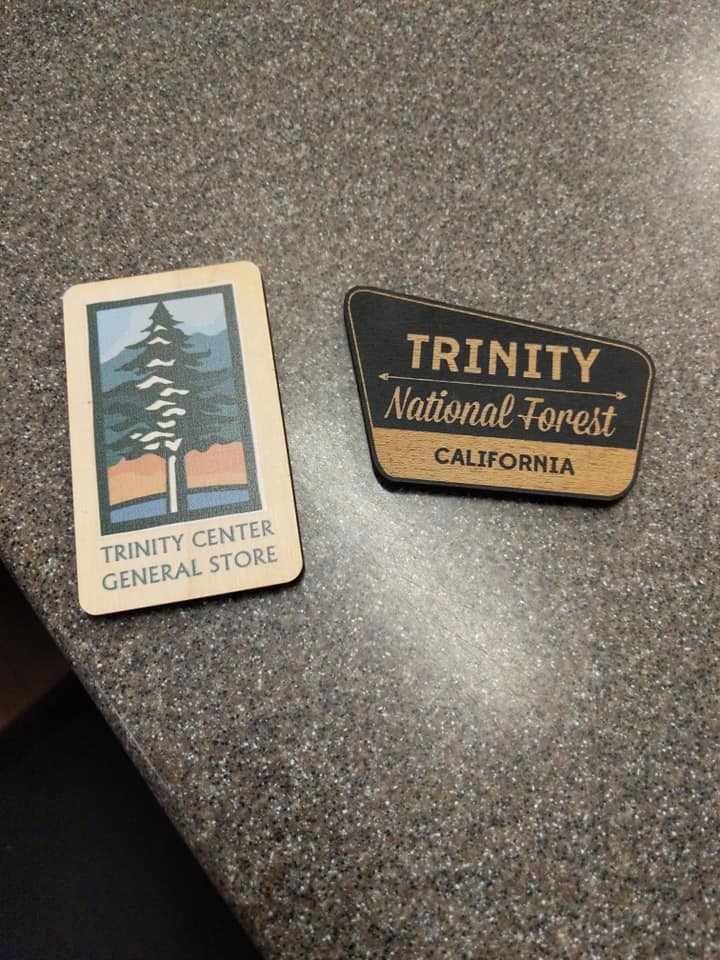 TRINITY CENTER
GENERAL STORE
TRINITY
National Forest
CALIFORNIA